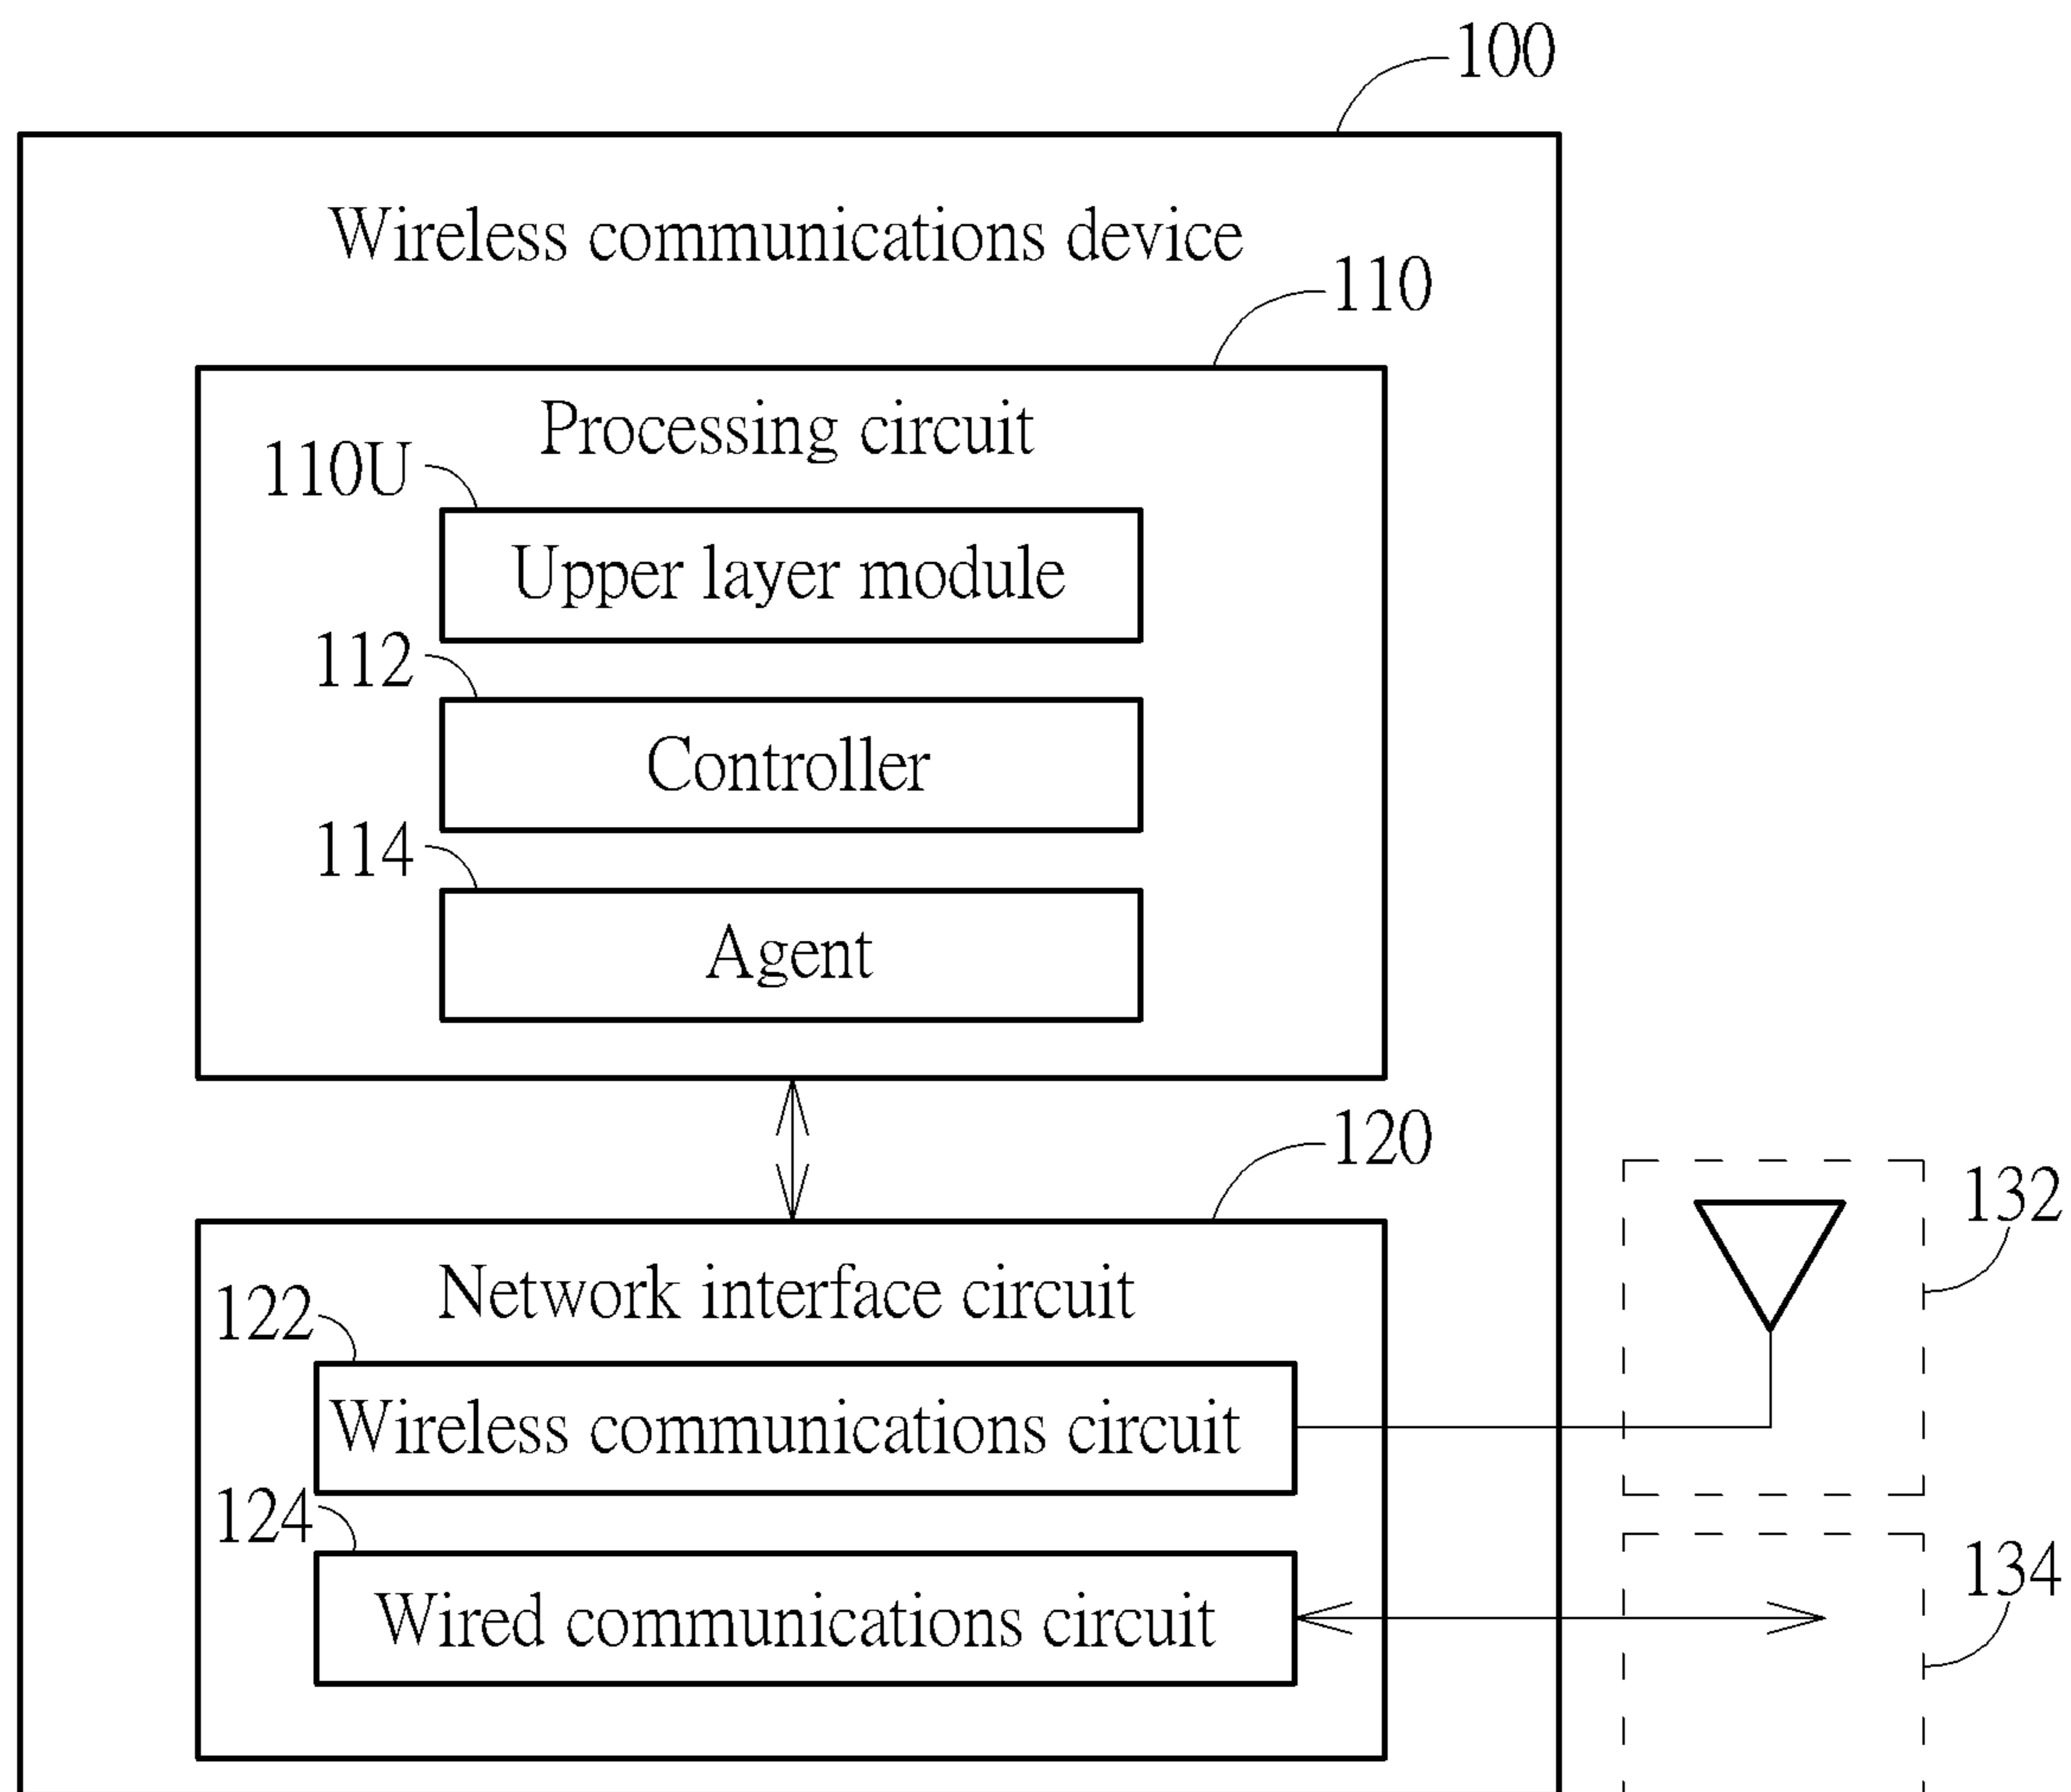 100
Wireless communications device
110
Processing circuit
110U
Upper layer module
112
Controller
114
Agent
120
132
Network interface circuit
122
Wireless communications circuit
124
134
Wired communications circuit